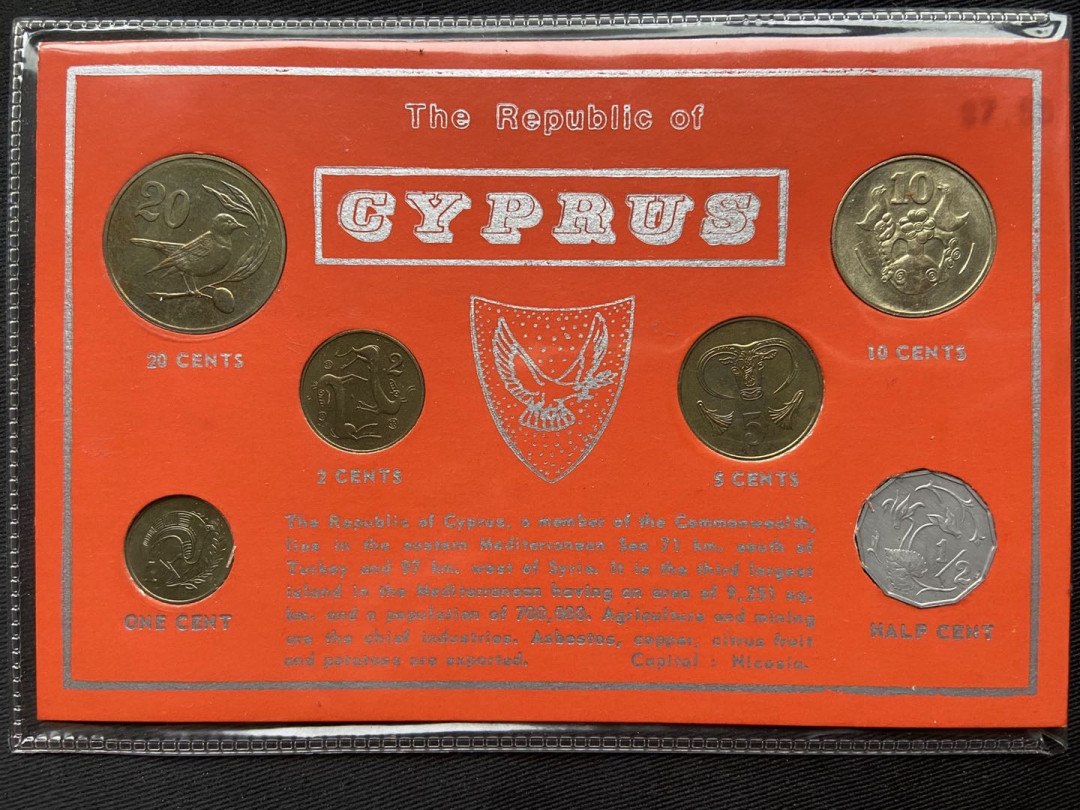 The Republic of
CYPRUS
20
10
20 CENTS
10 CENTS
2
5
2 CENTS
5 CENTS
1
1/2
ONE CENT
HALF CENT
The Republic of Cyprus, a member of the Commonwealth,
lies in the eastern Mediterranean Sea 71 km. south of
Turkey and 97 km. west of Syria. It is the third largest
island in the Mediterranean having an area of 9,251 sq.
km. and a population of 700,000. Agriculture and mining
are the chief industries. Asbestos, copper, citrus fruit
and potatoes are exported. Capital : Nicosia.